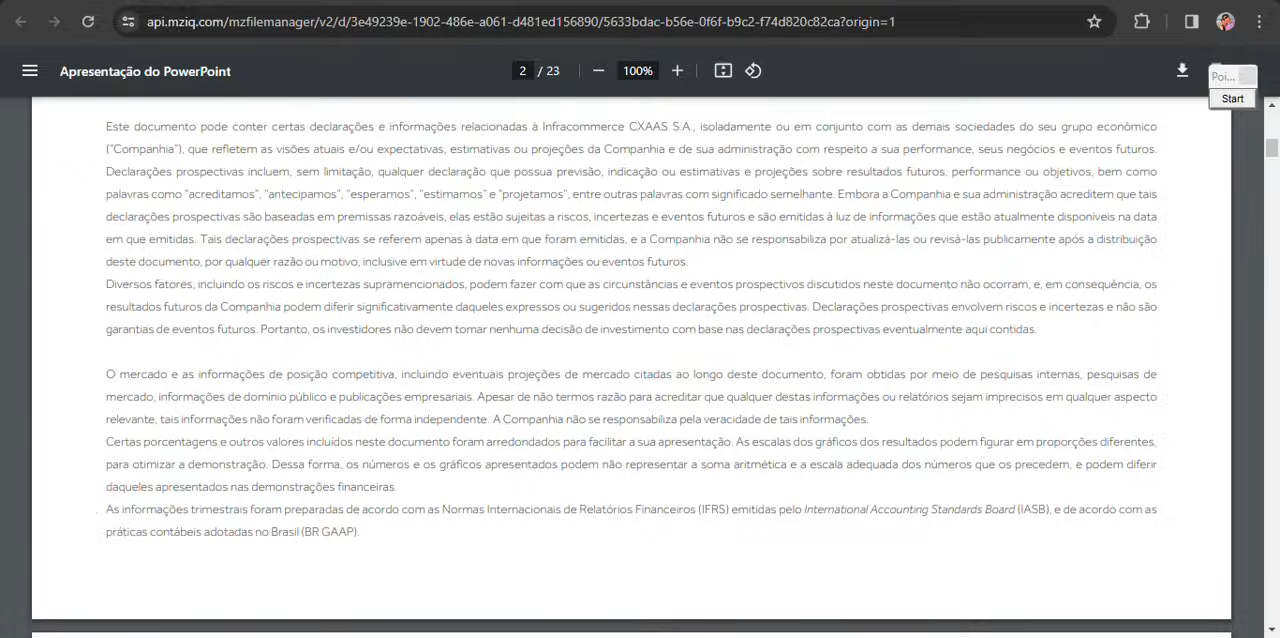 api.mziq.com/mzfilemanager/v2/d/3e49239e-1902-486e-a061-d481ed156890/5633bdac-b56e-0f6f-b9c2-f74d820c82ca?origin=1
Apresentação do PowerPoint
2 / 23
100%
Poi...
Start
Este documento pode conter certas declarações e informações relacionadas à Infracommerce CXAAS S.A., isoladamente ou em conjunto com as demais sociedades do seu grupo econômico
("Companhia"), que refletem as visões atuais e/ou expectativas, estimativas ou projeções da Companhia e de sua administração com respeito a sua performance, seus negócios e eventos futuros.
Declarações prospectivas incluem, sem limitação, qualquer declaração que possua previsão, indicação ou estimativas e projeções sobre resultados futuros, performance ou objetivos, bem como
palavras como "acreditamos", "antecipamos", "esperamos", "estimamos" e "projetamos", entre outras palavras com significado semelhante. Embora a Companhia e sua administração acreditem que tais
declarações prospectivas são baseadas em premissas razoáveis, elas estão sujeitas a riscos, incertezas e eventos futuros e são emitidas à luz de informações que estão atualmente disponíveis na data
em que emitidas. Tais declarações prospectivas se referem apenas à data em que foram emitidas, e a Companhia não se responsabiliza por atualizá-las ou revisá-las publicamente após a distribuição
deste documento, por qualquer razão ou motivo, inclusive em virtude de novas informações ou eventos futuros.
Diversos fatores, incluindo os riscos e incertezas supramencionados, podem fazer com que as circunstâncias e eventos prospectivos discutidos neste documento não ocorram, e, em consequência, os
resultados futuros da Companhia podem diferir significativamente daqueles expressos ou sugeridos nessas declarações prospectivas. Declarações prospectivas envolvem riscos e incertezas e não são
garantias de eventos futuros. Portanto, os investidores não devem tomar nenhuma decisão de investimento com base nas declarações prospectivas eventualmente aqui contidas.
O mercado e as informações de posição competitiva, incluindo eventuais projeções de mercado citadas ao longo deste documento, foram obtidas por meio de pesquisas internas, pesquisas de
mercado, informações de domínio público e publicações empresariais. Apesar de não termos razão para acreditar que qualquer destas informações ou relatórios sejam imprecisos em qualquer aspecto
relevante, tais informações não foram verificadas de forma independente. A Companhia não se responsabiliza pela veracidade de tais informações.
Certas porcentagens e outros valores incluídos neste documento foram arredondados para facilitar a sua apresentação. As escalas dos gráficos dos resultados podem figurar em proporções diferentes,
para otimizar a demonstração. Dessa forma, os números e os gráficos apresentados podem não representar a soma aritmética e a escala adequada dos números que os precedem, e podem diferir
daqueles apresentados nas demonstrações financeiras.
As informações trimestrais foram preparadas de acordo com as Normas Internacionais de Relatórios Financeiros (IFRS) emitidas pelo International Accounting Standards Board (IASB), e de acordo com as
práticas contábeis adotadas no Brasil (BR GAAP).